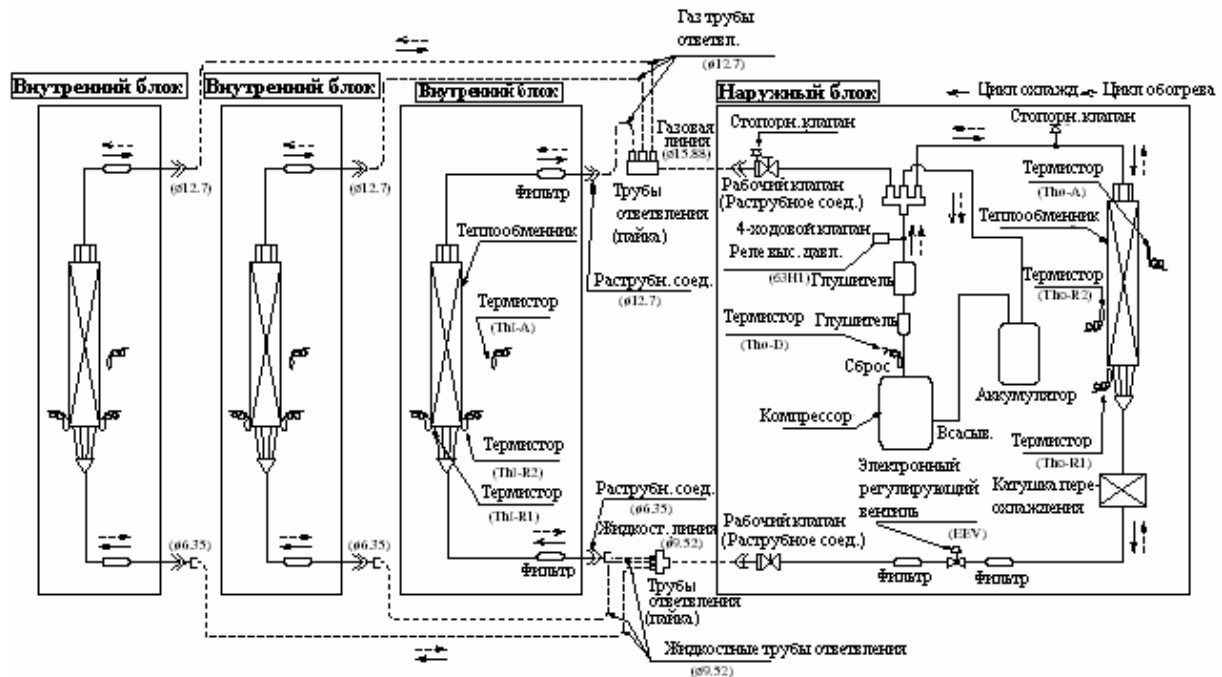 Газ трубы
ответвл.
(ø12.7)
Внутренний блок
Внутренний блок
Внутренний блок
Наружный блок
Цикл охлажд
Цикл обогрева
Стопорн. клапан
Стопорн. клапан
Газовая
линия
(ø15.88)
(ø12.7)
(ø12.7)
Фильтр
Трубы
ответвления
(пайка)
Рабочий клапан
(Раструбное соед.)
Термистор
(Tho-A)
Теплообменник
4-ходовой клапан
Реле выс. давл.
(63H1)
Глушитель
Теплообменник
Раструбн. соед.
(ø12.7)
Термистор
(ThI-A)
Термистор
(Tho-R2)
Термистор
(Tho-D)
Глушитель
Сброс
Аккумулятор
Компрессор
Всасыв.
Термистор
(ThI-R2)
Термистор
(ThI-R1)
Термистор
(Tho-R1)
Раструбн. соед.
(ø6.35)
Электронный
регулирующий
вентиль
(EEV)
Катушка пере-
охлаждения
(ø6.35)
(ø6.35)
Жидкост. линия
(ø9.52)
Рабочий клапан
(Раструбное соед.)
Фильтр
Фильтр
Фильтр
Трубы
ответвления
(пайка)
Жидкостные трубы ответвления
(ø9.52)